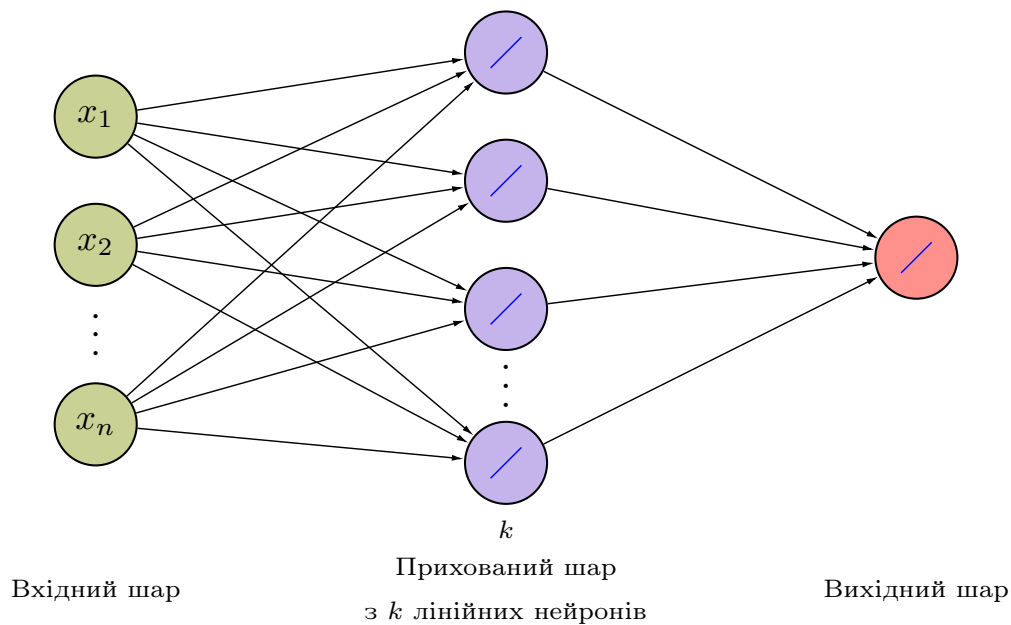 x₁
x₂
xₙ
k
Вхідний шар
Прихований шар
з k лінійних нейронів
Вихідний шар